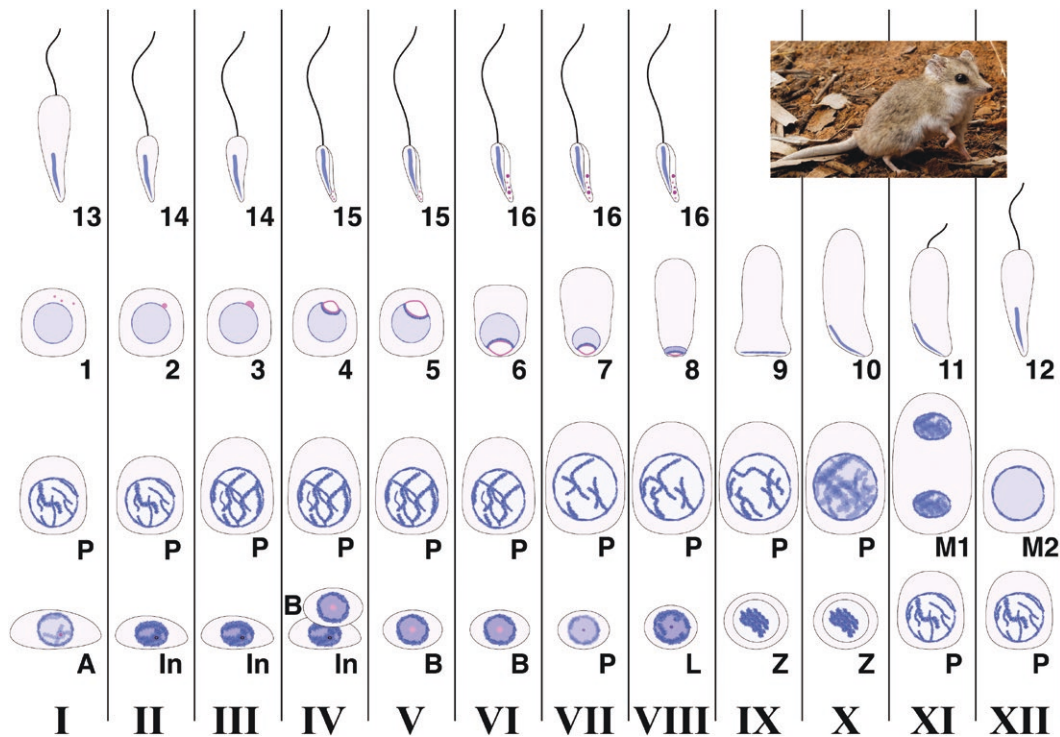 13 14 14 15 15 16 16 16
1 2 3 4 5 6 7 8 9 10 11 12
P P P P P P P P P P M1 M2
B
A In In In B B P L Z Z P P
I II III IV V VI VII VIII IX X XI XII